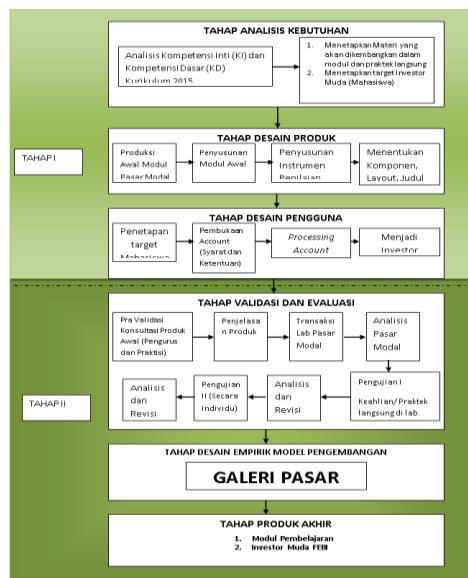 TAHAP ANALISIS KEBUTUHAN
Analisis Kompetensi Inti (KI) dan
Kompetensi Dasar (KD)
Kurikulum 2015
1. Menetapkan Materi yang
akan dikembangkan dalam
modul dan praktek langsung
2. Menetapkan target Investor
Muda (Mahasiswa)
TAHAP I
TAHAP DESAIN PRODUK
Produksi
Awal Modul
Pasar Modal
Penyusunan
Modul Awal
Penyusunan
Instrumen
Penilaian
Menentukan
Komponen,
Layout, Judul
TAHAP DESAIN PENGGUNA
Penetapan
target
Mahasiswa
Pembukaan
Account
(Syarat dan
Ketentuan)
Processing
Account
Menjadi
Investor
TAHAP VALIDASI DAN EVALUASI
Pra Validasi
Konsultasi Produk
Awal (Pengurus
dan Praktisi)
Penjelasa
n Produk
Transaksi
Lab Pasar
Modal
Analisis
Pasar
Modal
TAHAP II
Pengujian I
Keahlian/ Praktek
langsung di lab.
Analisis
dan
Revisi
Pengujian
II (Secara
Individu)
Analisis
dan
Revisi
TAHAP DESAIN EMPIRIK MODEL PENGEMBANGAN
GALERI PASAR
TAHAP PRODUK AKHIR
1. Modul Pembelajaran
2. Investor Muda FEBI